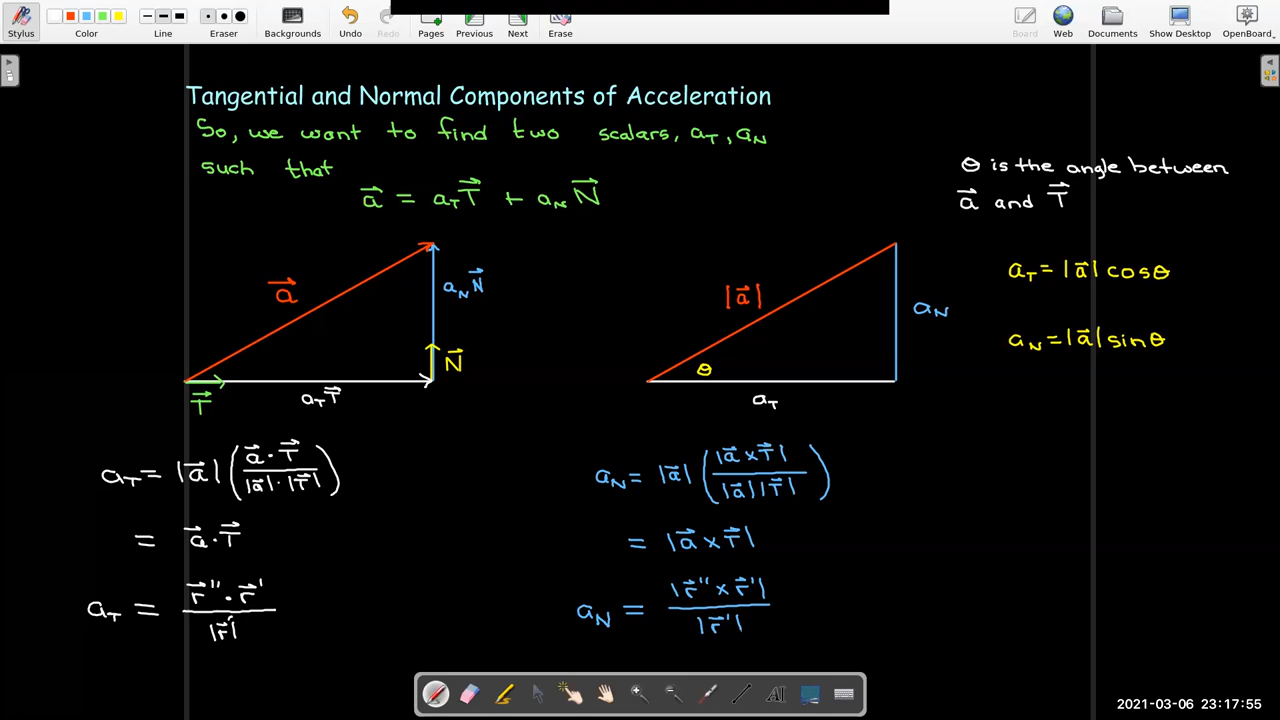 Stylus Color Line Eraser Backgrounds Undo Redo Pages Previous Next Erase Board Web Documents Show Desktop OpenBoard
Tangential and Normal Components of Acceleration
So, we want to find two scalars, a_T, a_N
such that
a⃗ = a_T T⃗ + a_N N⃗
θ is the angle between
a⃗ and T⃗
a_T = |a⃗| cosθ
a_N = |a⃗| sinθ
a⃗
a_N N⃗
N⃗
T⃗
a_T T⃗
|a⃗|
a_N
θ
a_T
a_T = |a⃗| ( a⃗ · T⃗ / |a⃗| · |T⃗| )
= a⃗ · T⃗
a_T = r⃗'' · r⃗' / |r⃗'|
a_N = |a⃗| ( |a⃗ × T⃗| / |a⃗| |T⃗| )
= |a⃗ × T⃗|
a_N = |r⃗'' × r⃗'| / |r⃗'|
AI
2021-03-06 23:17:55